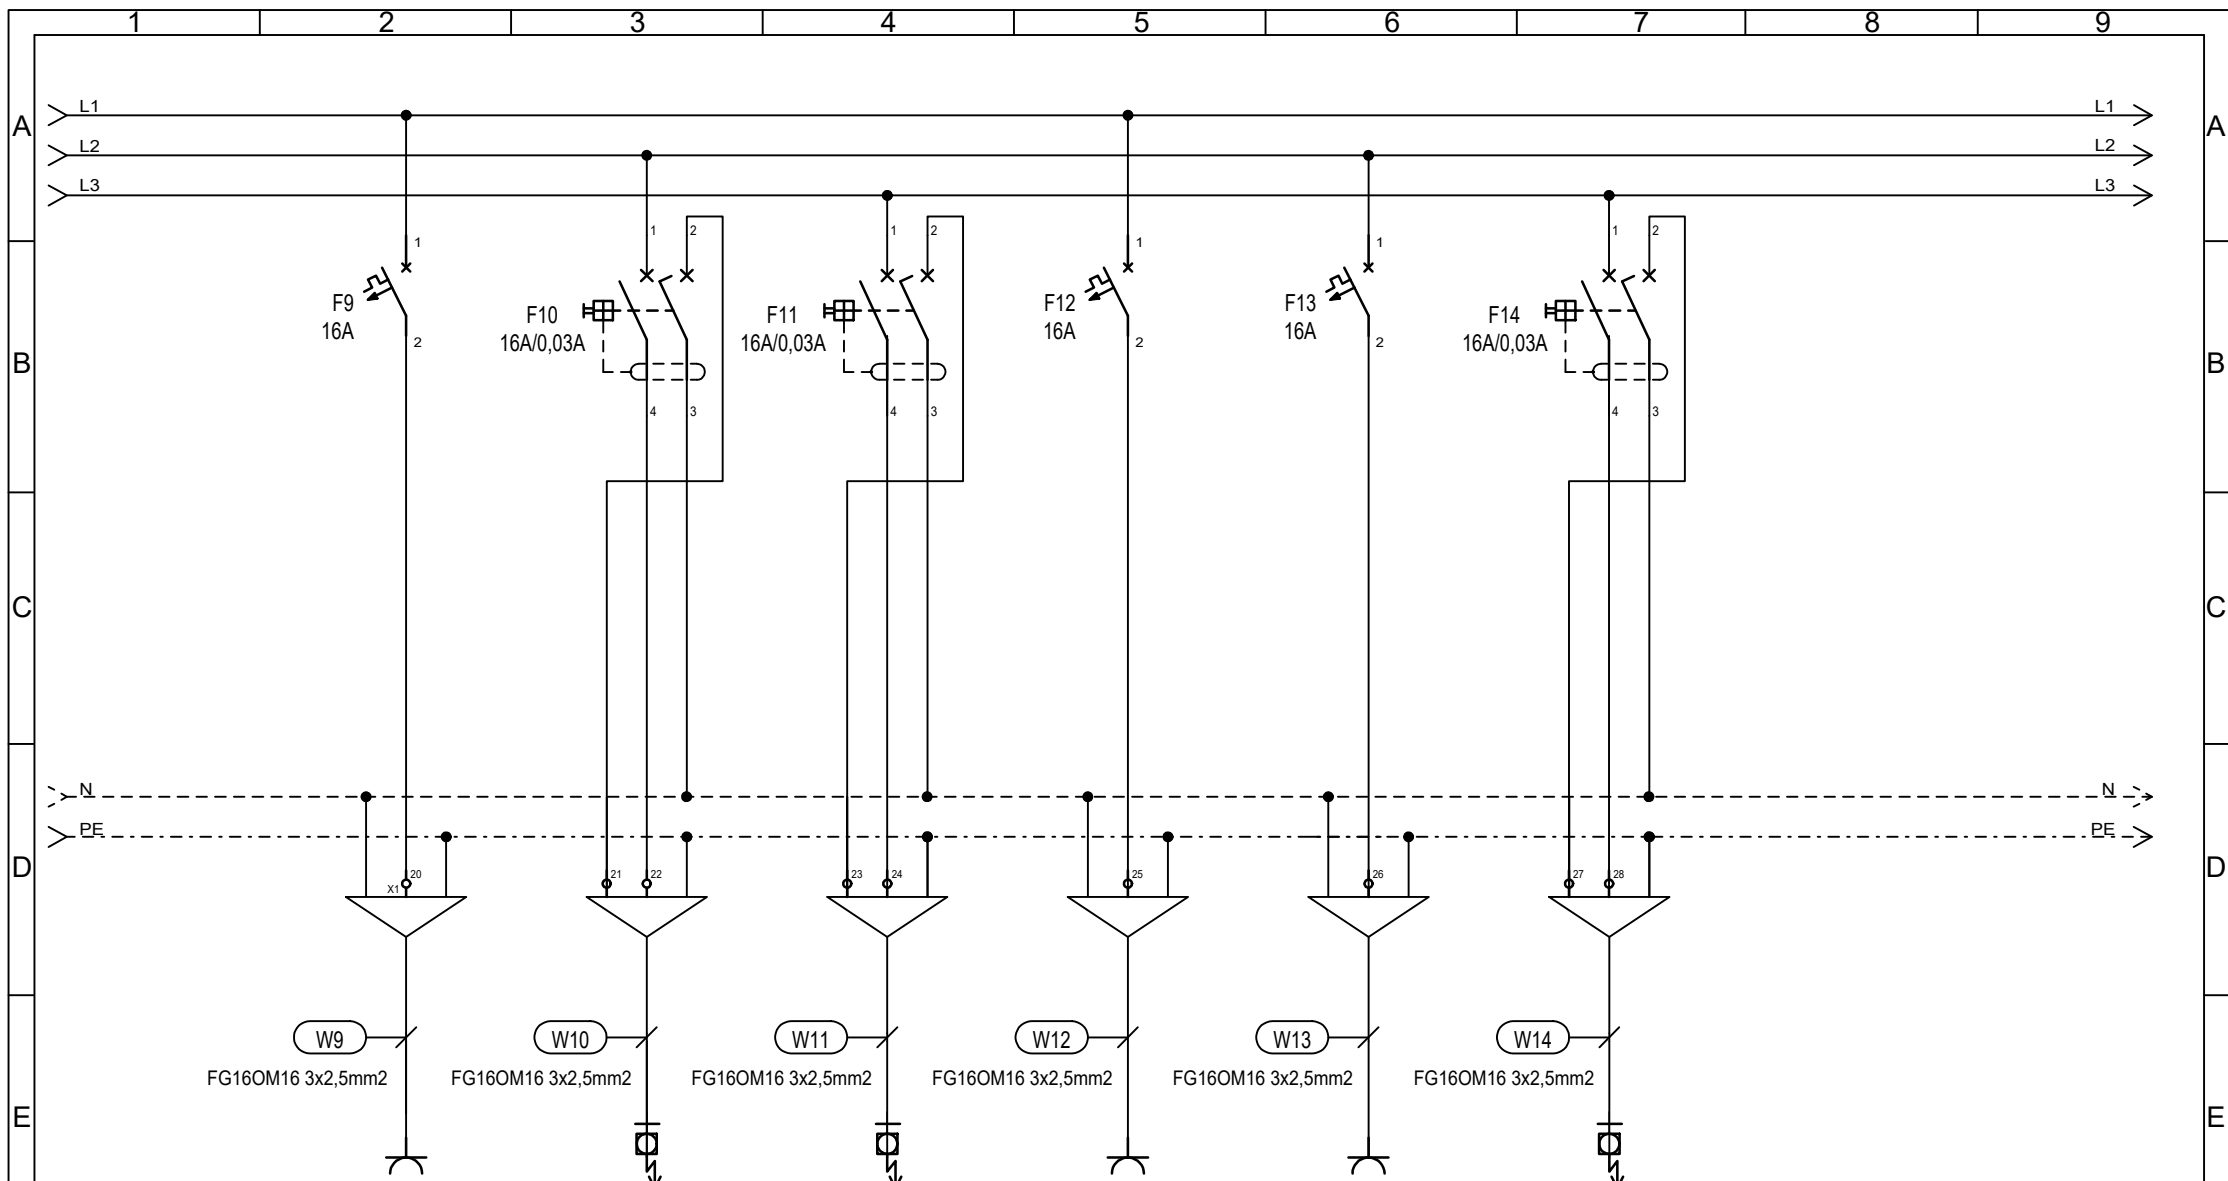 1 2 3 4 5 6 7 8 9
L1 L1
A A
L2 L2
L3 L3
1 2 1 2 1 2
1 1 1
F9 F12 F13
16A 16A 16A
F10 F11 F14
16A/0,03A 16A/0,03A 16A/0,03A
2 2 2
B B
4 3 4 3 4 3
C C
N N
PE PE
D D
X1 20 21 22 23 24 25 26 27 28
W9 W10 W11 W12 W13 W14
FG16OM16 3x2,5mm2 FG16OM16 3x2,5mm2 FG16OM16 3x2,5mm2 FG16OM16 3x2,5mm2 FG16OM16 3x2,5mm2 FG16OM16 3x2,5mm2
E E